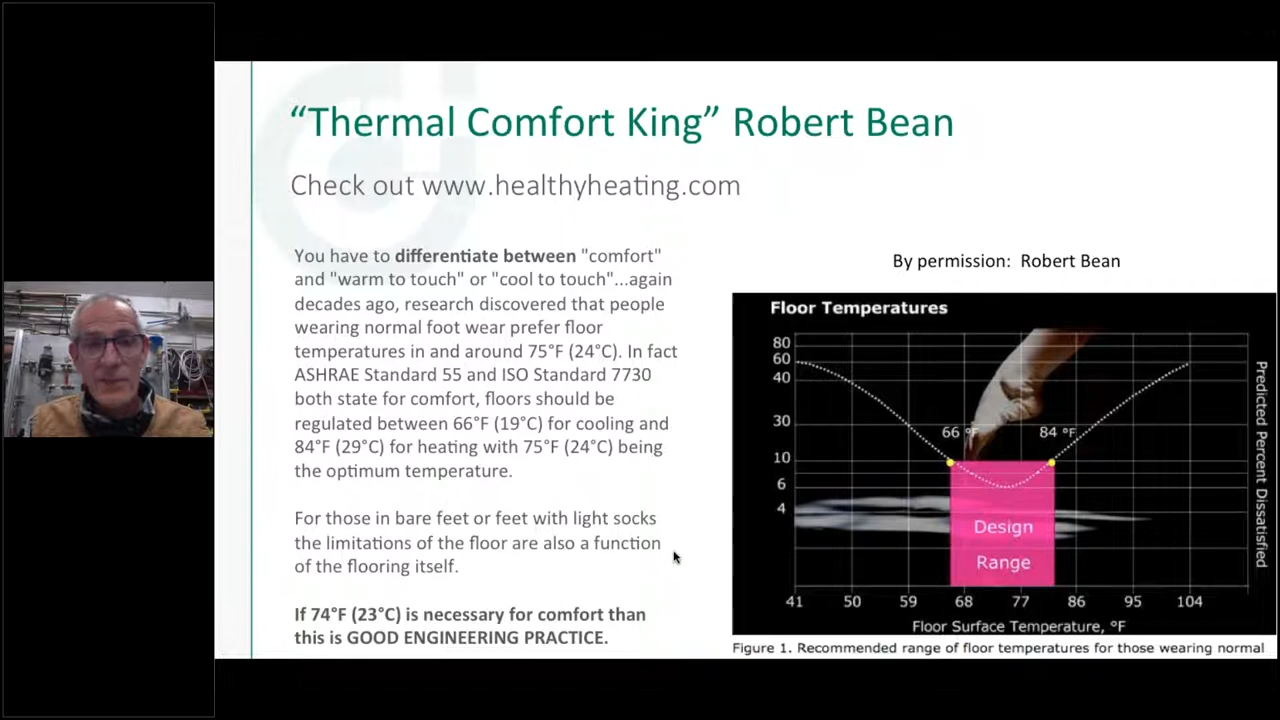 “Thermal Comfort King” Robert Bean
Check out www.healthyheating.com
You have to differentiate between "comfort"
and "warm to touch" or "cool to touch"...again
decades ago, research discovered that people
wearing normal foot wear prefer floor
temperatures in and around 75°F (24°C). In fact
ASHRAE Standard 55 and ISO Standard 7730
both state for comfort, floors should be
regulated between 66°F (19°C) for cooling and
84°F (29°C) for heating with 75°F (24°C) being
the optimum temperature.
For those in bare feet or feet with light socks
the limitations of the floor are also a function
of the flooring itself.
If 74°F (23°C) is necessary for comfort than
this is GOOD ENGINEERING PRACTICE.
By permission: Robert Bean
Floor Temperatures
80
60
40
30
10
6
4
66 °F
84 °F
Design
Range
41 50 59 68 77 86 95 104
Floor Surface Temperature, °F
Predicted Percent Dissatisfied
Figure 1. Recommended range of floor temperatures for those wearing normal